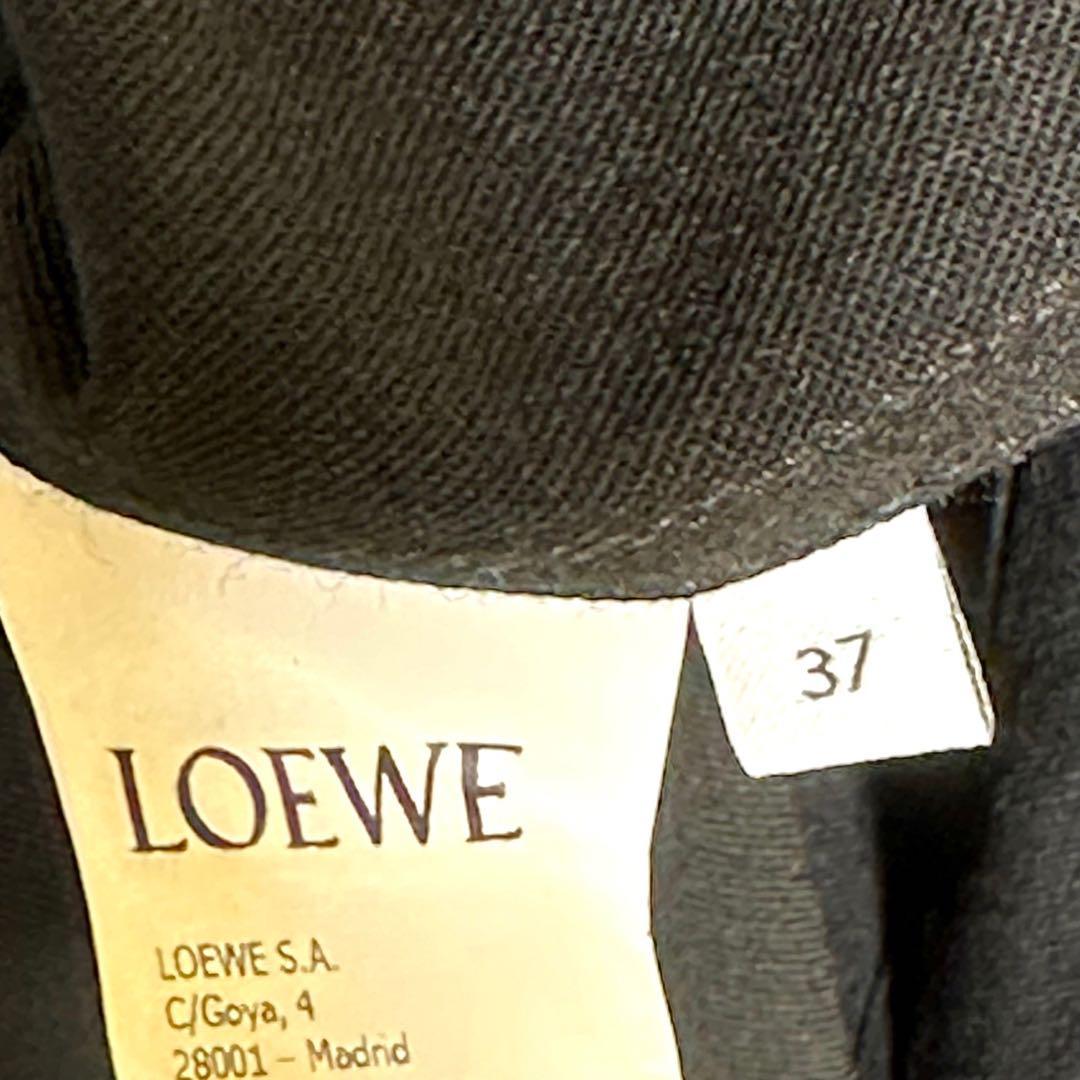 37
LOEWE
LOEWE S.A.
C/Goya, 4
28001 – Madrid